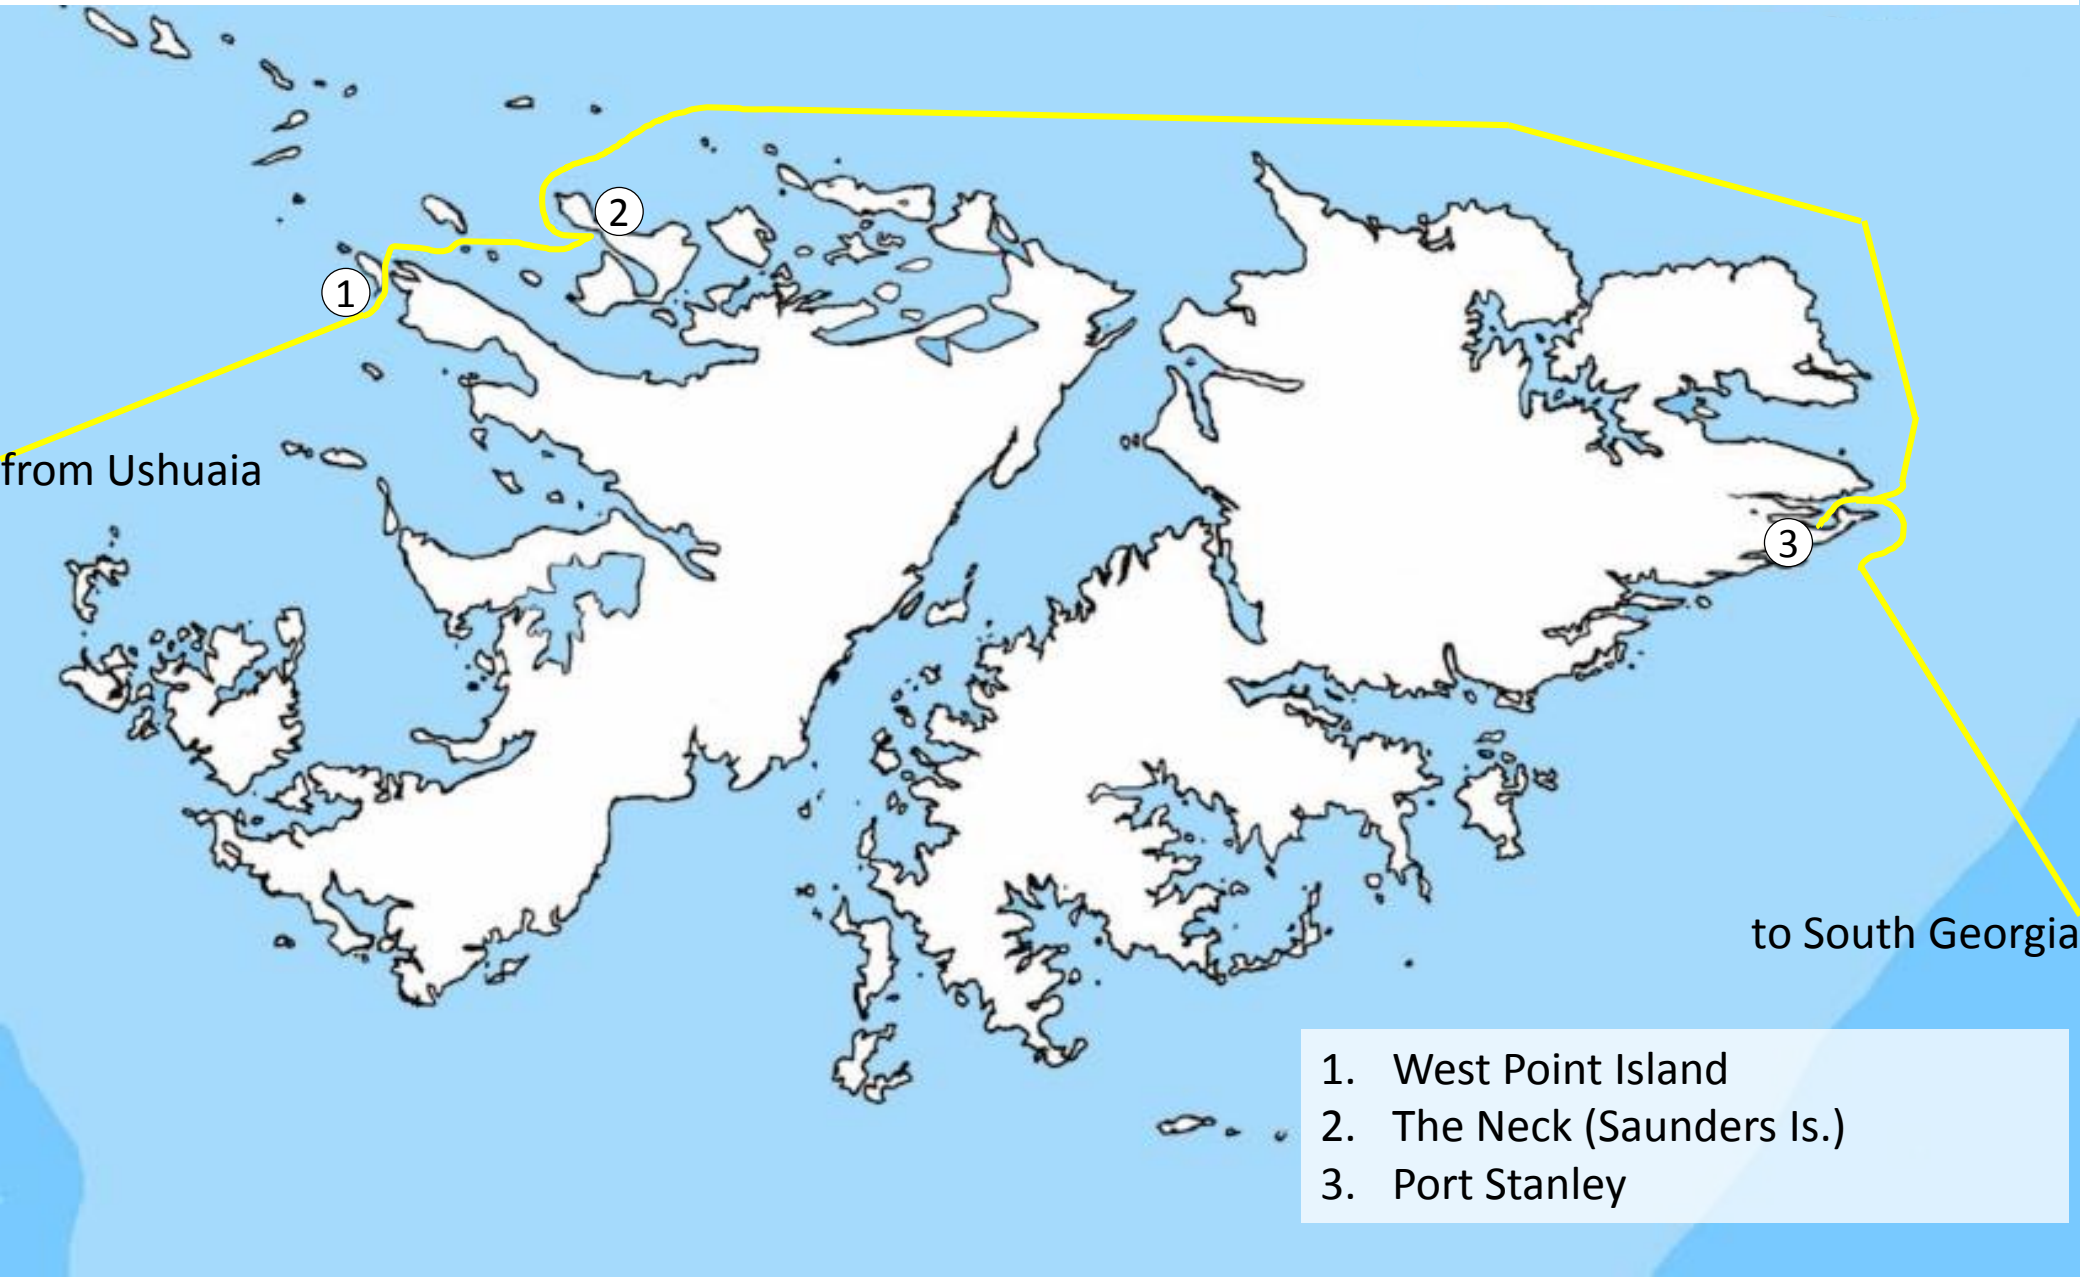 2
1
from Ushuaia
3
to South Georgia
1. West Point Island
2. The Neck (Saunders Is.)
3. Port Stanley